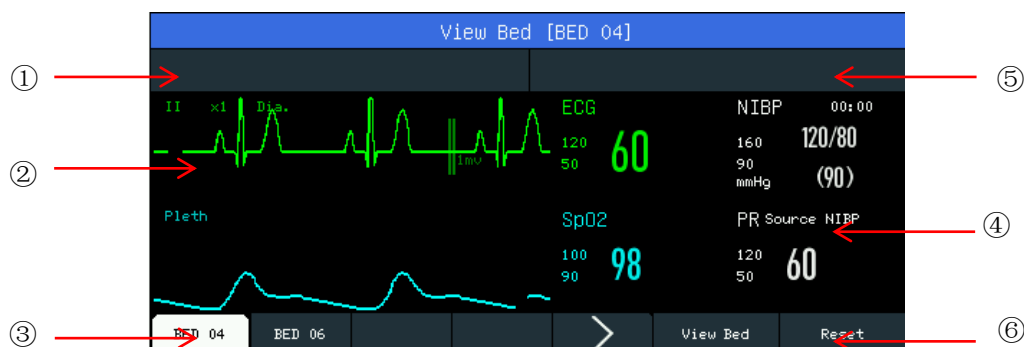 View Bed [BED 04]
①
⑤
II x1 Dia.
ECG
NIBP 00:00
120
50
60
160
90
mmHg
120/80
(90)
②
1mv
Pleth
SpO2
PR Source NIBP
④
100
90
98
120
50
60
③
BED 04
BED 06
View Bed
Reset
⑥